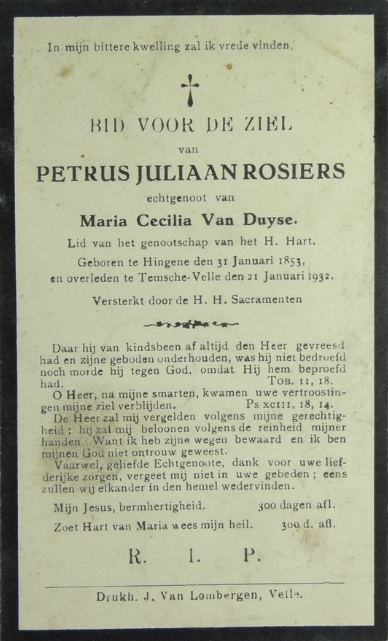 In mijn bittere kwelling zal ik vrede vinden.
BID VOOR DE ZIEL
van
PETRUS JULIAAN ROSIERS
echtgenoot van
Maria Cecilia Van Duyse.
Lid van het genootschap van het H. Hart.
Geboren te Hingene den 31 Januari 1853,
en overleden te Temsche-Velle den 21 Januari 1932.
Versterkt door de H. H. Sacramenten
Daar hij van kindsbeen af altijd den Heer gevreesd
had en zijne geboden onderhouden, was hij niet bedroefd
noch morde hij tegen God, omdat Hij hem beproefd
had. Tob. 11, 18.
O Heer, na mijne smarten, kwamen uwe vertroostin-
gen mijne ziel verblijden. Ps xciii, 18, 14.
De Heer zal mij vergelden volgens mijne gerechtig-
heid ; hij zal mij beloonen volgens de reinheid mijner
handen. Want ik heb zijne wegen bewaard en ik ben
mijnen God niet ontrouw geweest.
Vaarwel, geliefde Echtgenoote, dank voor uwe lief-
derijke zorgen, vergeet mij niet in uwe gebeden ; eens
zullen wij elkander in den hemel wedervinden.
Mijn Jesus, bermhertigheid. 300 dagen afl.
Zoet Hart van Maria wees mijn heil. 300 d. afl.
R. I. P.
Drukh. J. Van Lombergen, Velle.